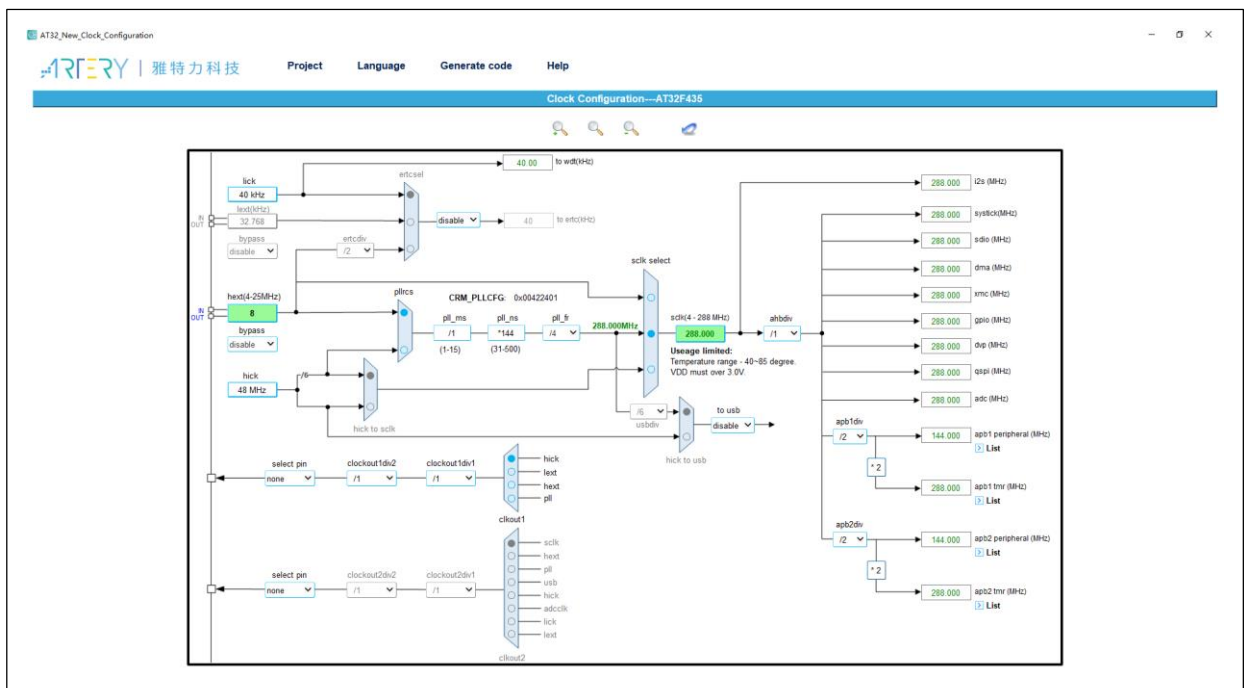 AT32_New_Clock_Configuration
ARTERY | 雅特力科技 Project Language Generate code Help
Clock Configuration---AT32F435
40.00 to wdt(kHz)
ertcsel
lick
40 kHz
lext(kHz)
32.768
IN
OUT
disable
40 to ertc(kHz)
bypass
disable
ertcdiv
/2
hext(4-25MHz)
8
IN
OUT
bypass
disable
pllrcs
CRM_PLLCFG: 0x00422401
pll_ms pll_ns pll_fr
/1 *144 /4
(1-15) (31-500)
288.000MHz
sclk select
sclk(4 - 288 MHz)
288.000
Useage limited:
Temperature range - 40~85 degree.
VDD must over 3.0V.
ahbdiv
/1
hick
48 MHz
/6
hick to sclk
/6
usbdiv
to usb
disable
hick to usb
288.000 i2s (MHz)
288.000 systick(MHz)
288.000 sdio (MHz)
288.000 dma (MHz)
288.000 xmc (MHz)
288.000 gpio (MHz)
288.000 dvp (MHz)
288.000 qspi (MHz)
288.000 adc (MHz)
apb1div
/2
144.000 apb1 peripheral (MHz)
List
* 2
288.000 apb1 tmr (MHz)
List
apb2div
/2
144.000 apb2 peripheral (MHz)
List
* 2
288.000 apb2 tmr (MHz)
List
select pin clockout1div2 clockout1div1
none /1 /1
hick
lext
hext
pll
clkout1
select pin clockout2div2 clockout2div1
none /1 /1
sclk
hext
pll
usb
hick
adcclk
lick
lext
clkout2